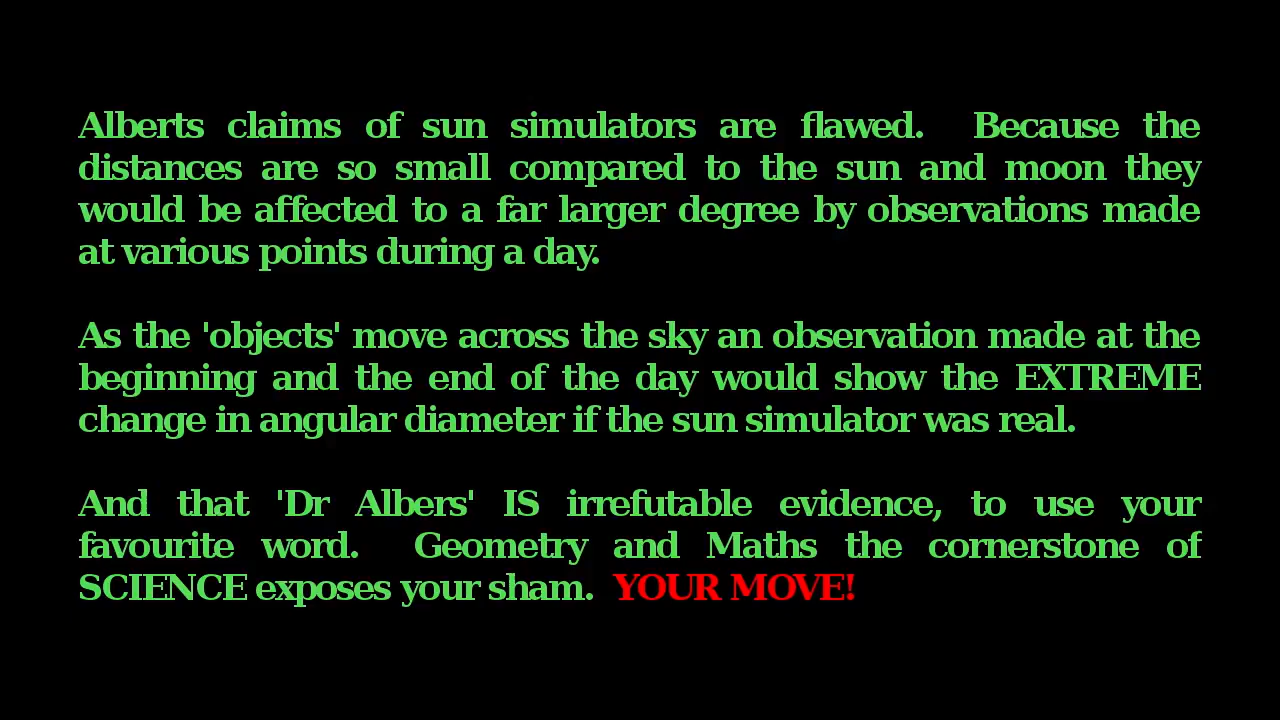 Alberts claims of sun simulators are flawed. Because the
distances are so small compared to the sun and moon they
would be affected to a far larger degree by observations made
at various points during a day.
As the 'objects' move across the sky an observation made at the
beginning and the end of the day would show the EXTREME
change in angular diameter if the sun simulator was real.
And that 'Dr Albers' IS irrefutable evidence, to use your
favourite word. Geometry and Maths the cornerstone of
SCIENCE exposes your sham. YOUR MOVE!